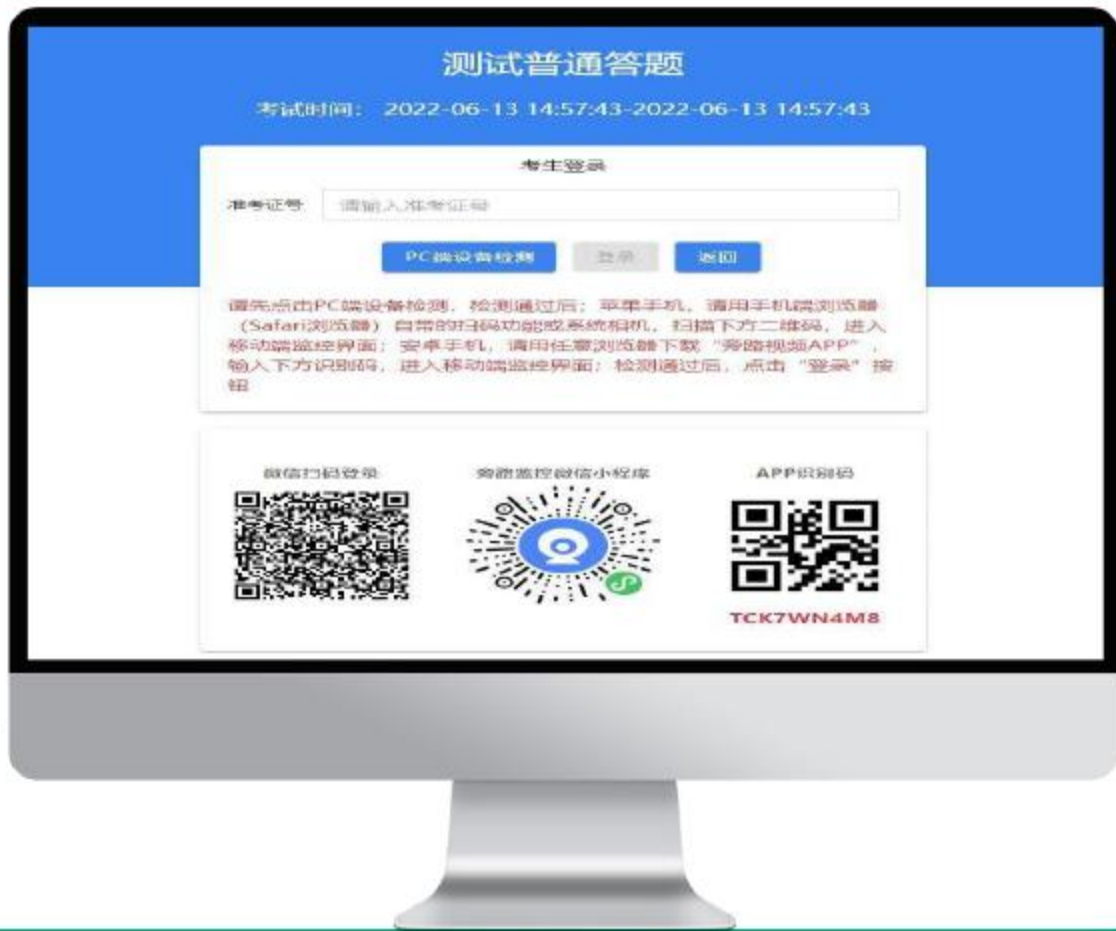 测试普通答题
考试时间： 2022-06-13 14:57:43-2022-06-13 14:57:43
考生登录
准考证号 请输入准考证号
PC端设备检测 登录 返回
请先点击PC端设备检测，检测通过后；苹果手机，请用手机端浏览器
（Safari浏览器）自带的扫码功能或系统相机，扫描下方二维码，进入
移动端监控界面；安卓手机，请用任意浏览器下载“旁路视频APP”，
输入下方识别码，进入移动端监控界面；检测通过后，点击“登录”按
钮
微信扫码登录 旁路监控微信小程序 APP识别码
TCK7WN4M8